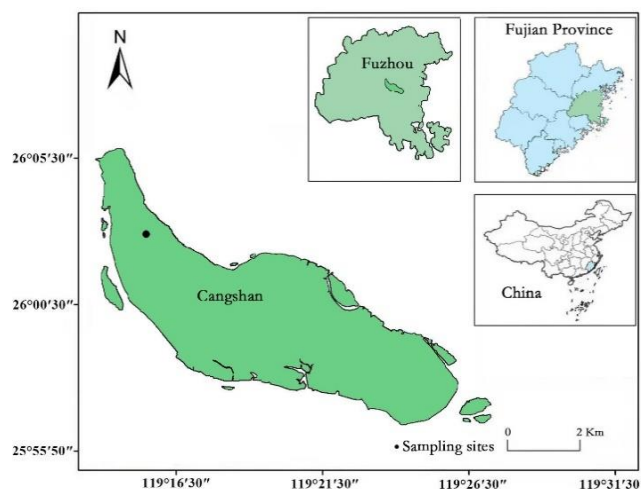 N
Fuzhou
Fujian Province
China
Cangshan
26°05′30″
26°00′30″
25°55′50″
0 2 Km
Sampling sites
119°16′30″ 119°21′30″ 119°26′30″ 119°31′30″